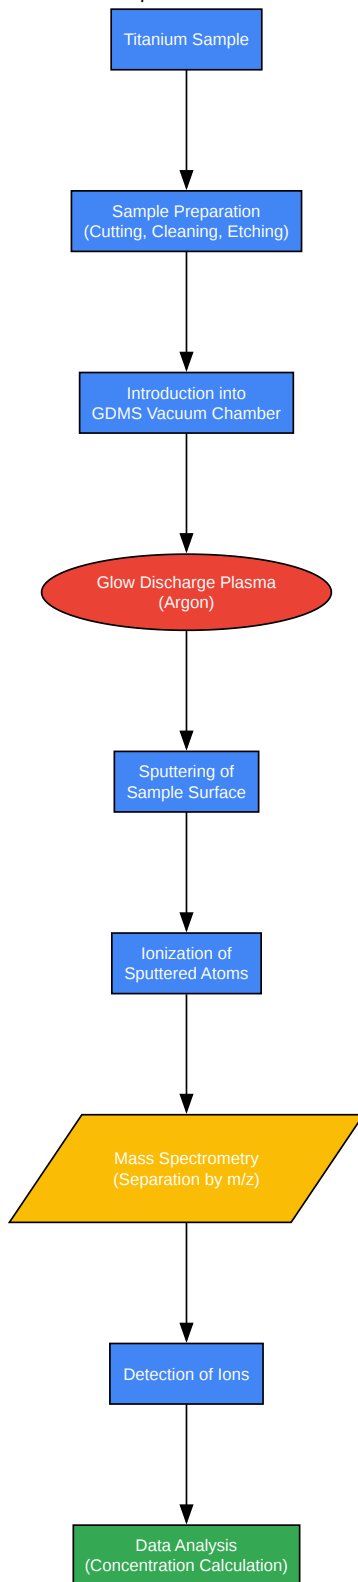 Titanium Sample
Sample Preparation
(Cutting, Cleaning, Etching)
Introduction into
GDMS Vacuum Chamber
Glow Discharge Plasma
(Argon)
Sputtering of
Sample Surface
Ionization of
Sputtered Atoms
Mass Spectrometry
(Separation by m/z)
Detection of Ions
Data Analysis
(Concentration Calculation)